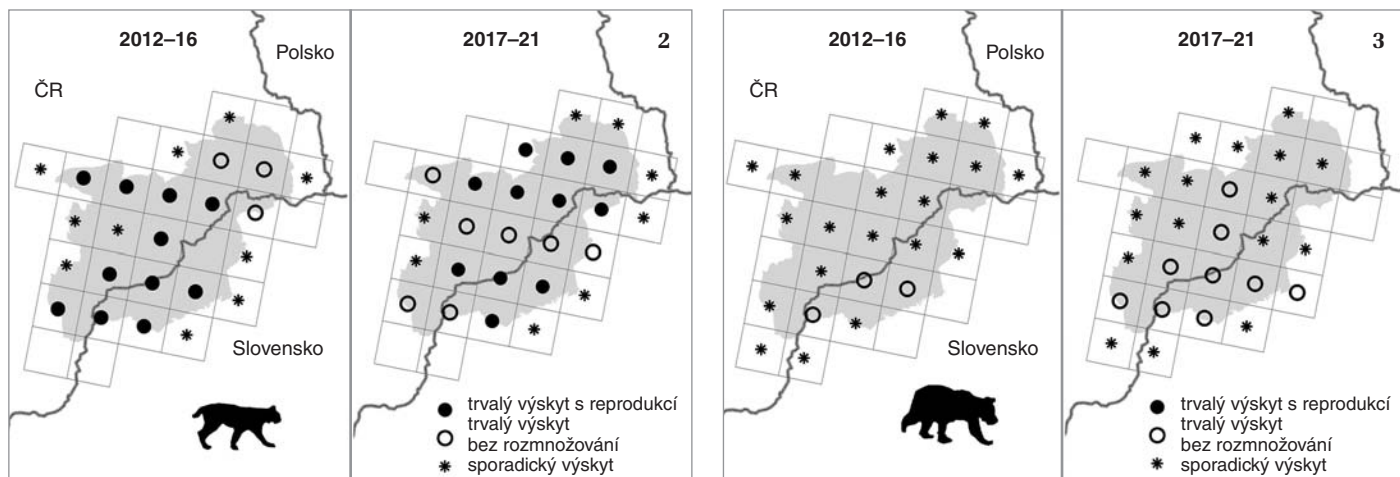 2012–16
Polsko
ČR
Slovensko
2017–21
2
trvalý výskyt s reprodukcí
trvalý výskyt
bez rozmnožování
sporadický výskyt
2012–16
Polsko
ČR
Slovensko
2017–21
3
trvalý výskyt s reprodukcí
trvalý výskyt
bez rozmnožování
sporadický výskyt